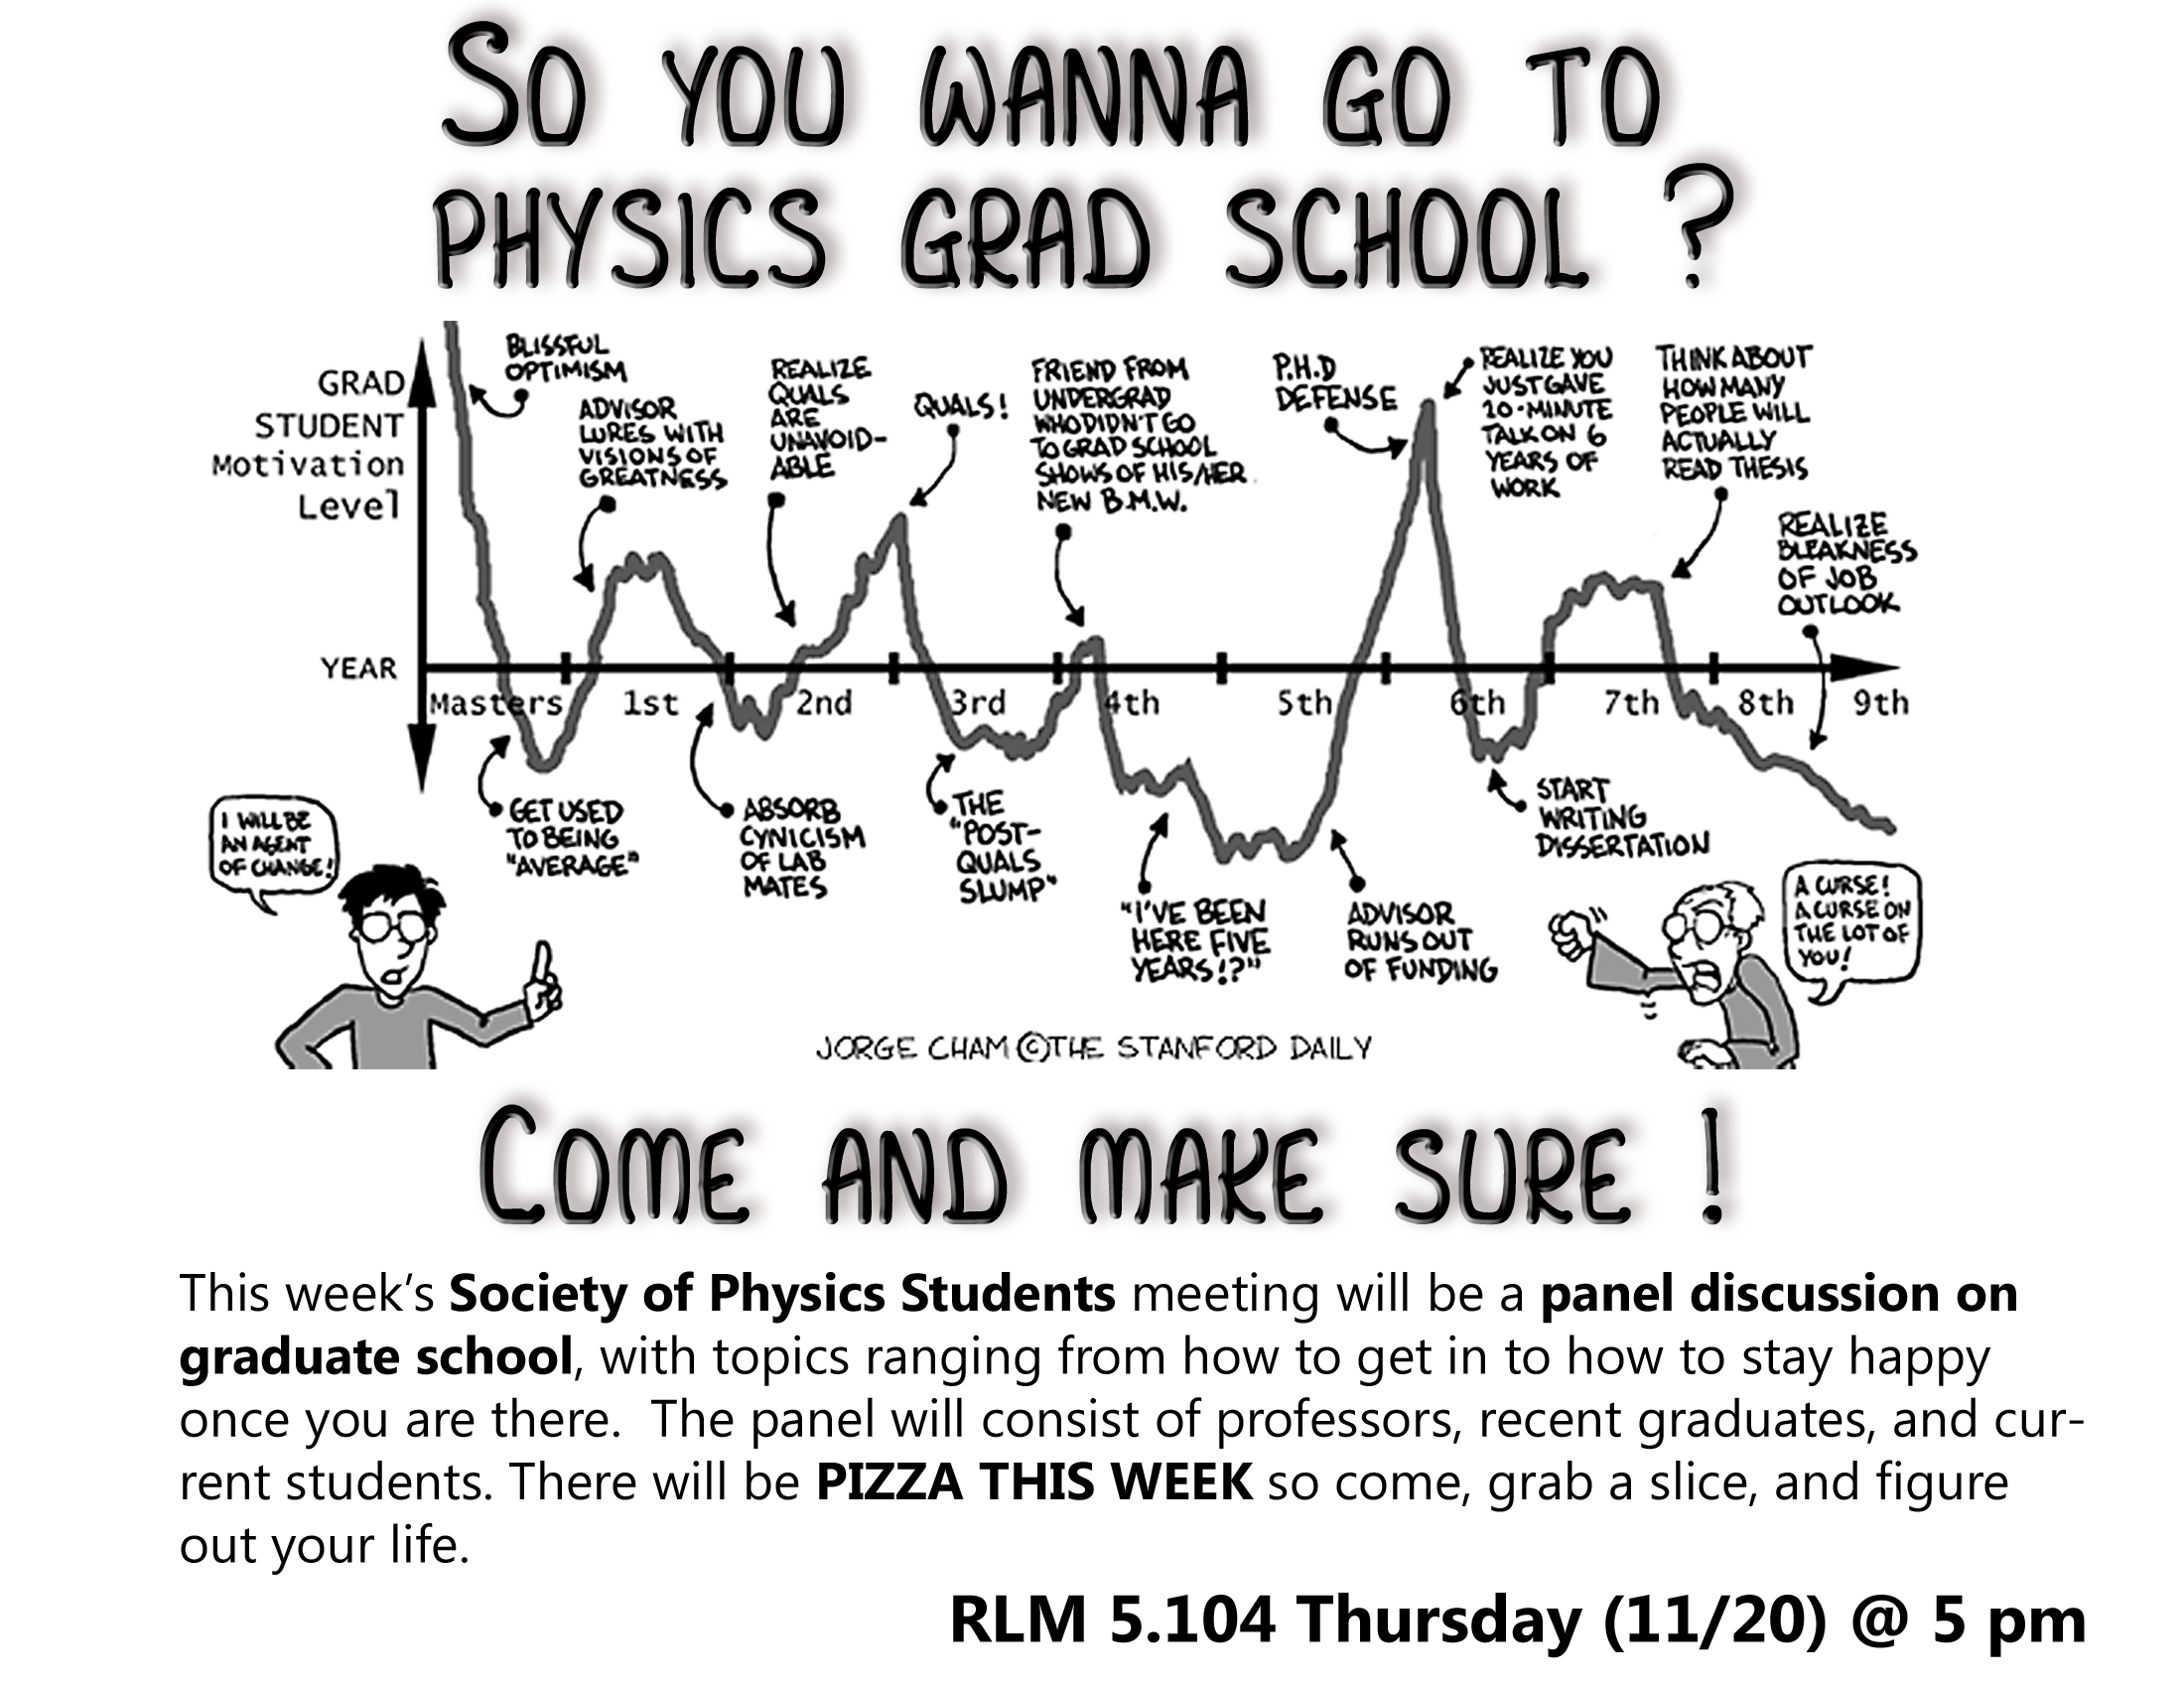 So you wanna go to
physics grad school ?
GRAD
STUDENT
Motivation
Level
BLISSFUL
OPTIMISM
ADVISOR
LURES WITH
VISIONS OF
GREATNESS
REALIZE
QUALS
ARE
UNAVOID-
ABLE
QUALS!
FRIEND FROM
UNDERGRAD
WHO DIDN'T GO
TO GRAD SCHOOL
SHOWS OF HIS/HER
NEW B.M.W.
P.H.D
DEFENSE
REALIZE YOU
JUST GAVE
20-MINUTE
TALK ON 6
YEARS OF
WORK
THINK ABOUT
HOW MANY
PEOPLE WILL
ACTUALLY
READ THESIS
REALIZE
BLEAKNESS
OF JOB
OUTLOOK
YEAR
Masters 1st 2nd 3rd 4th 5th 6th 7th 8th 9th
GET USED
TO BEING
"AVERAGE"
ABSORB
CYNICISM
OF LAB
MATES
THE
"POST-
QUALS
SLUMP"
"I'VE BEEN
HERE FIVE
YEARS!?"
ADVISOR
RUNS OUT
OF FUNDING
START
WRITING
DISSERTATION
I WILL BE
AN AGENT
OF CHANGE!
A CURSE!
A CURSE ON
THE LOT OF
YOU!
JORGE CHAM ©THE STANFORD DAILY
Come and make sure !
This week's Society of Physics Students meeting will be a panel discussion on
graduate school, with topics ranging from how to get in to how to stay happy
once you are there. The panel will consist of professors, recent graduates, and cur-
rent students. There will be PIZZA THIS WEEK so come, grab a slice, and figure
out your life.
RLM 5.104 Thursday (11/20) @ 5 pm